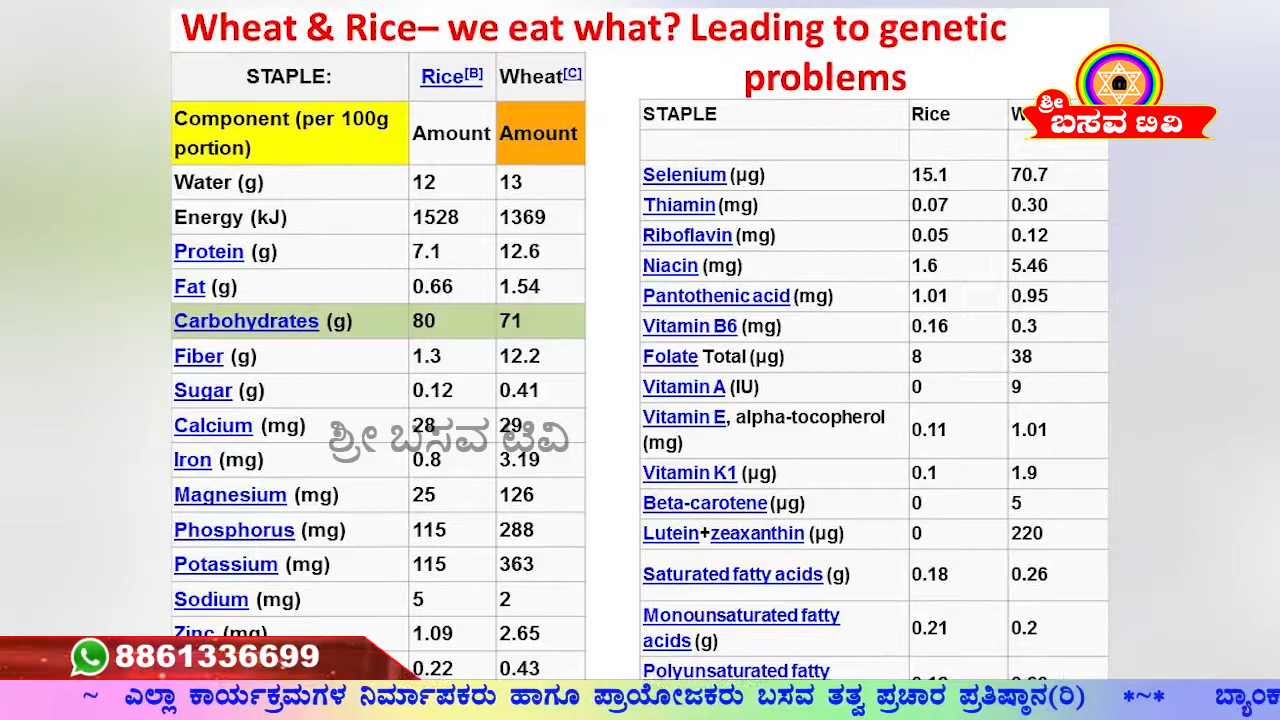 Wheat & Rice– we eat what? Leading to genetic
problems
STAPLE: Rice[B] Wheat[C]
Component (per 100g
portion) Amount Amount
Water (g) 12 13
Energy (kJ) 1528 1369
Protein (g) 7.1 12.6
Fat (g) 0.66 1.54
Carbohydrates (g) 80 71
Fiber (g) 1.3 12.2
Sugar (g) 0.12 0.41
Calcium (mg) 28 29
Iron (mg) 0.8 3.19
Magnesium (mg) 25 126
Phosphorus (mg) 115 288
Potassium (mg) 115 363
Sodium (mg) 5 2
Zinc (mg) 1.09 2.65
0.22 0.43
STAPLE Rice
Selenium (μg) 15.1 70.7
Thiamin (mg) 0.07 0.30
Riboflavin (mg) 0.05 0.12
Niacin (mg) 1.6 5.46
Pantothenic acid (mg) 1.01 0.95
Vitamin B6 (mg) 0.16 0.3
Folate Total (μg) 8 38
Vitamin A (IU) 0 9
Vitamin E, alpha-tocopherol
(mg) 0.11 1.01
Vitamin K1 (μg) 0.1 1.9
Beta-carotene (μg) 0 5
Lutein+zeaxanthin (μg) 0 220
Saturated fatty acids (g) 0.18 0.26
Monounsaturated fatty
acids (g) 0.21 0.2
Polyunsaturated fatty
ಶ್ರೀ
ಬಸವ ಟಿವಿ
ಶ್ರೀ ಬಸವ ಟಿವಿ
8861336699
~ ಎಲ್ಲಾ ಕಾರ್ಯಕ್ರಮಗಳ ನಿರ್ಮಾಪಕರು ಹಾಗೂ ಪ್ರಾಯೋಜಕರು ಬಸವ ತತ್ವ ಪ್ರಚಾರ ಪ್ರತಿಷ್ಠಾನ(ರಿ) *~* ಬ್ಯಾಂಕ